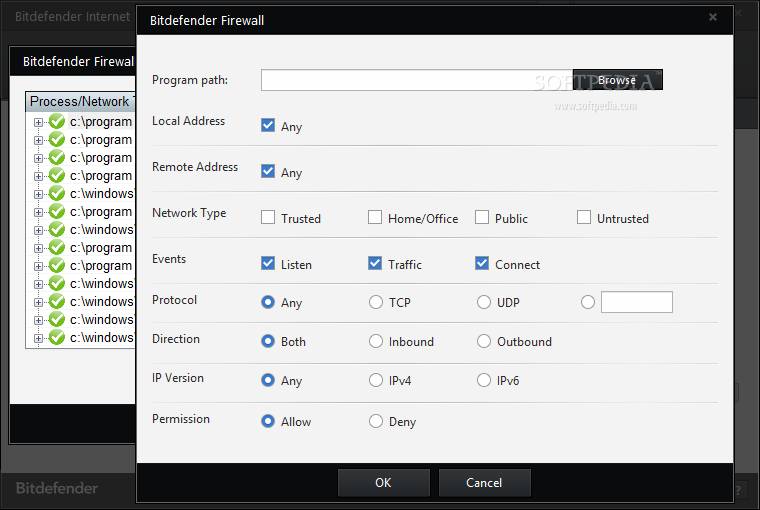 Bitdefender Internet
Bitdefender Firewall
×
Bitdefender Firewal
Process/Network T
c:\program
c:\program
c:\program
c:\program
c:\windows\
c:\program
c:\windows\
c:\program
c:\program
c:\windows\
c:\windows\
c:\windows\
c:\windows\
Program path:
Browse
SOFTPEDIA™
www.softpedia.com
Local Address
Any
Remote Address
Any
Network Type
Trusted
Home/Office
Public
Untrusted
Events
Listen
Traffic
Connect
Protocol
Any
TCP
UDP
Direction
Both
Inbound
Outbound
IP Version
Any
IPv4
IPv6
Permission
Allow
Deny
OK
Cancel
Bitdefender
?